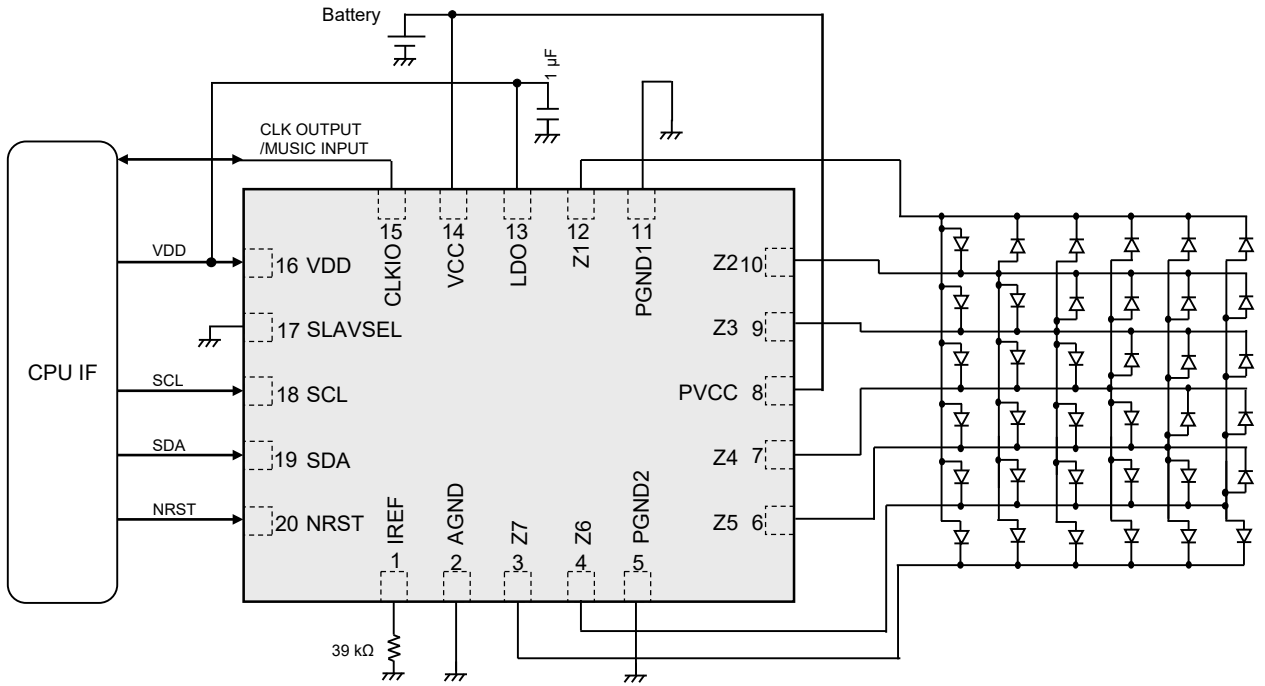 Battery
1 µF
CLK OUTPUT
/MUSIC INPUT
15
14
13
12
11
CLKIO
VCC
LDO
Z1
PGND1
CPU IF
VDD
16 VDD
17 SLAVSEL
SCL
18 SCL
SDA
19 SDA
NRST
20 NRST
Z2 10
Z3 9
PVCC 8
Z4 7
Z5 6
IREF
AGND
Z7
Z6
PGND2
1
2
3
4
5
39 kΩ